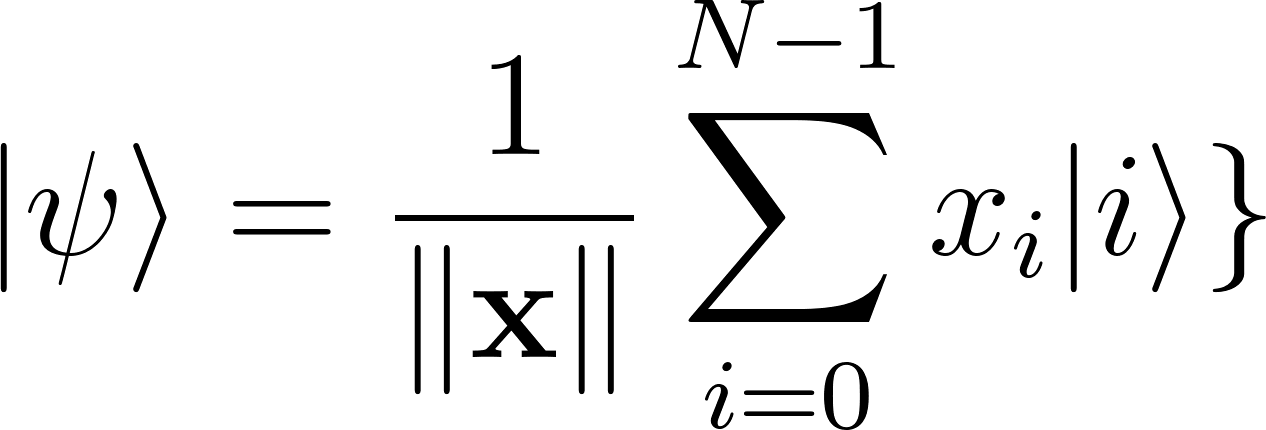 |ψ⟩ = \frac{1}{‖\mathbf{x}‖} \sum_{i=0}^{N-1} x_i|i⟩}